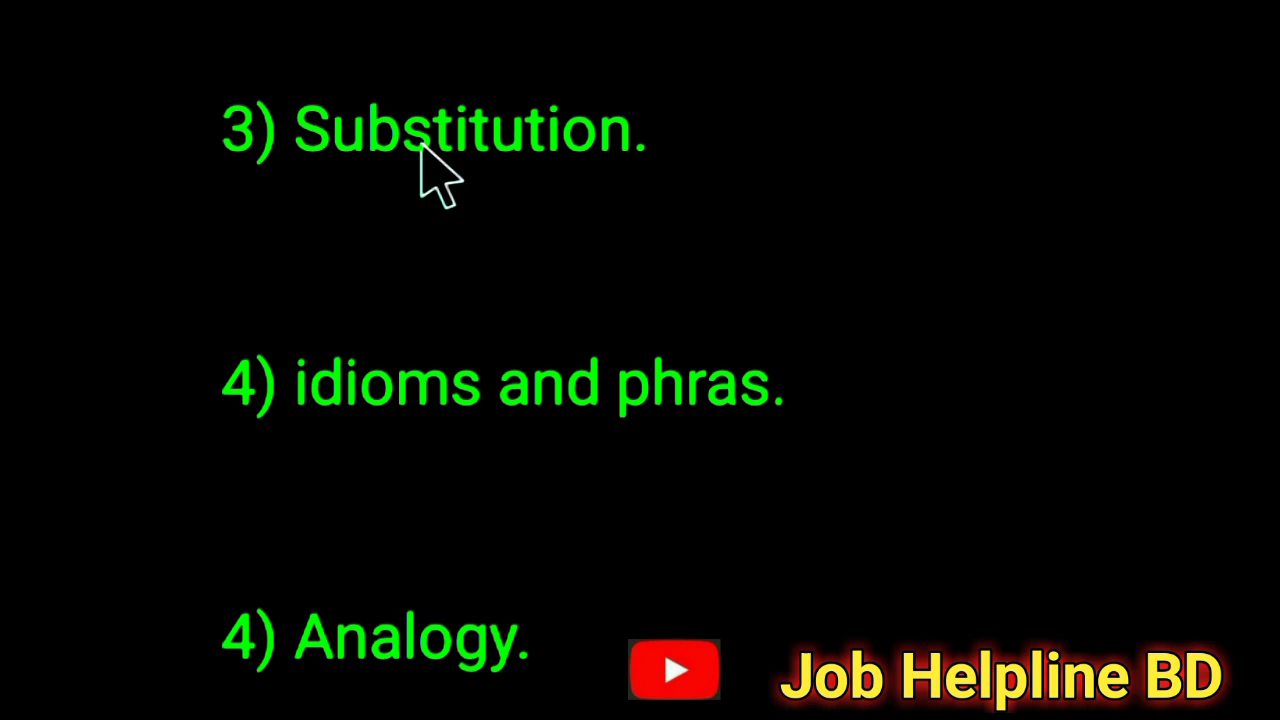 3) Substitution.
4) idioms and phras.
4) Analogy.
Job Helpline BD